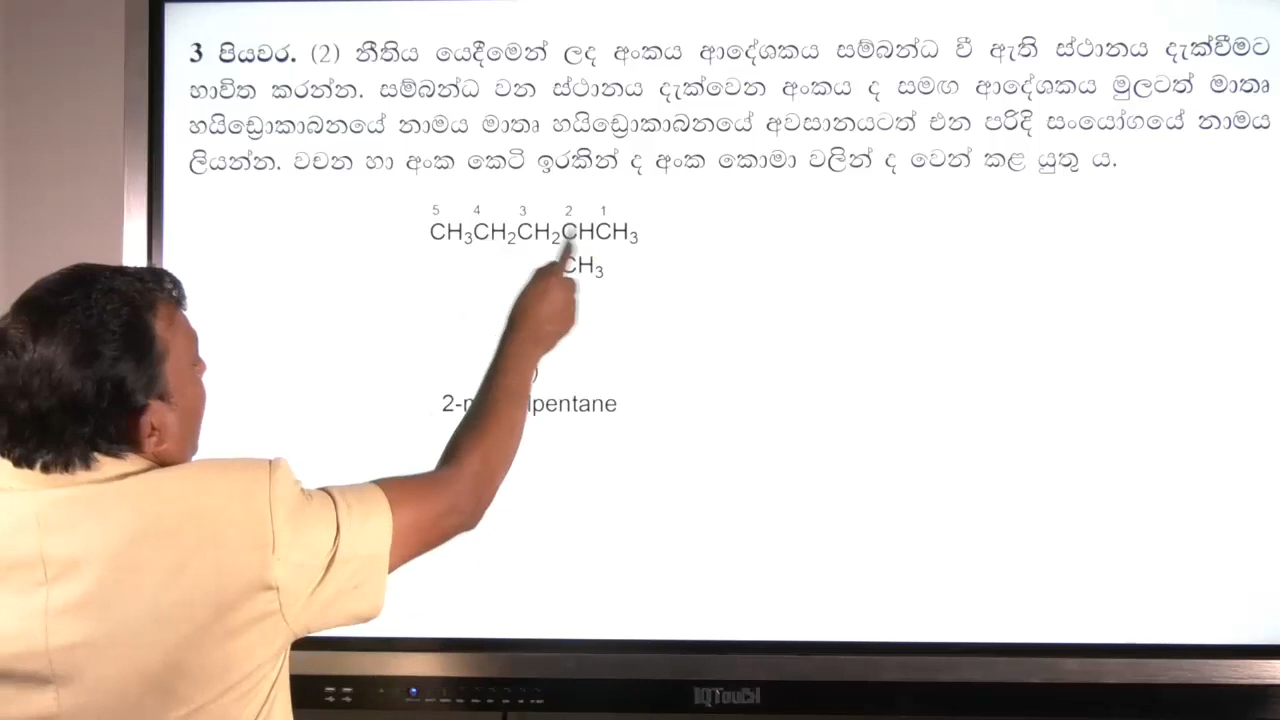 3 පියවර. (2) නීතිය යෙදීමෙන් ලද අංකය ආදේශකය සම්බන්ධ වී ඇති ස්ථානය දැක්වීමට
භාවිත කරන්න. සම්බන්ධ වන ස්ථානය දැක්වෙන අංකය ද සමඟ ආදේශකය මුලටත් මාතෘ
හයිඩ්‍රොකාබනයේ නාමය මාතෘ හයිඩ්‍රොකාබනයේ අවසානයටත් එන පරිදි සංයෝගයේ නාමය
ලියන්න. වචන හා අංක කෙටි ඉරකින් ද අංක කොමා වලින් ද වෙන් කළ යුතු ය.
5 4 3 2 1
CH₃CH₂CH₂CHCH₃
CH₃
IQTouCH